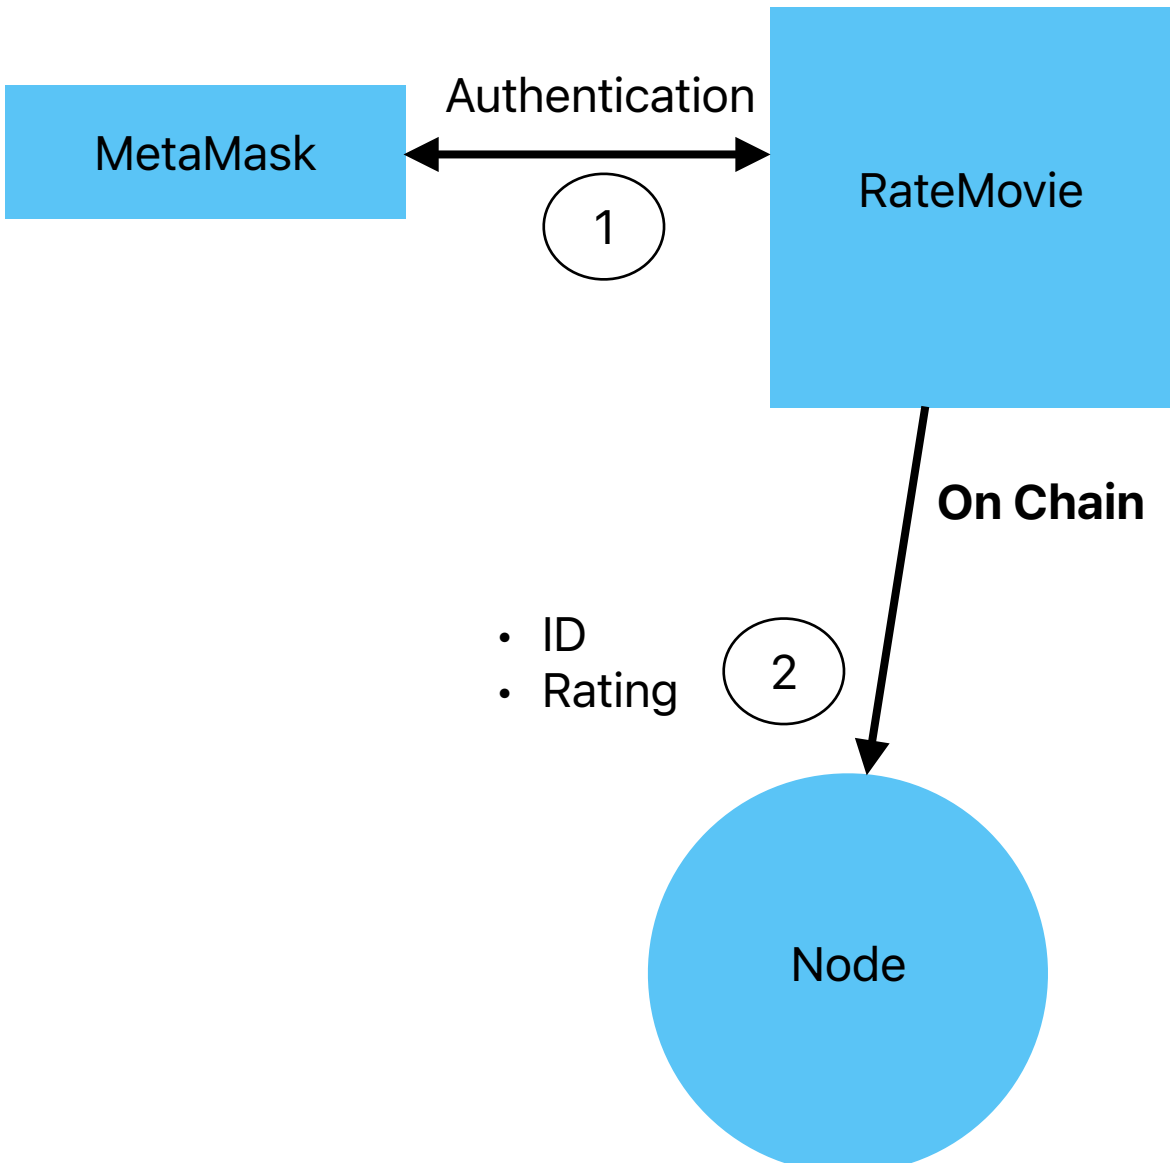 Authentication
MetaMask
RateMovie
1
On Chain
• ID
• Rating
2
Node